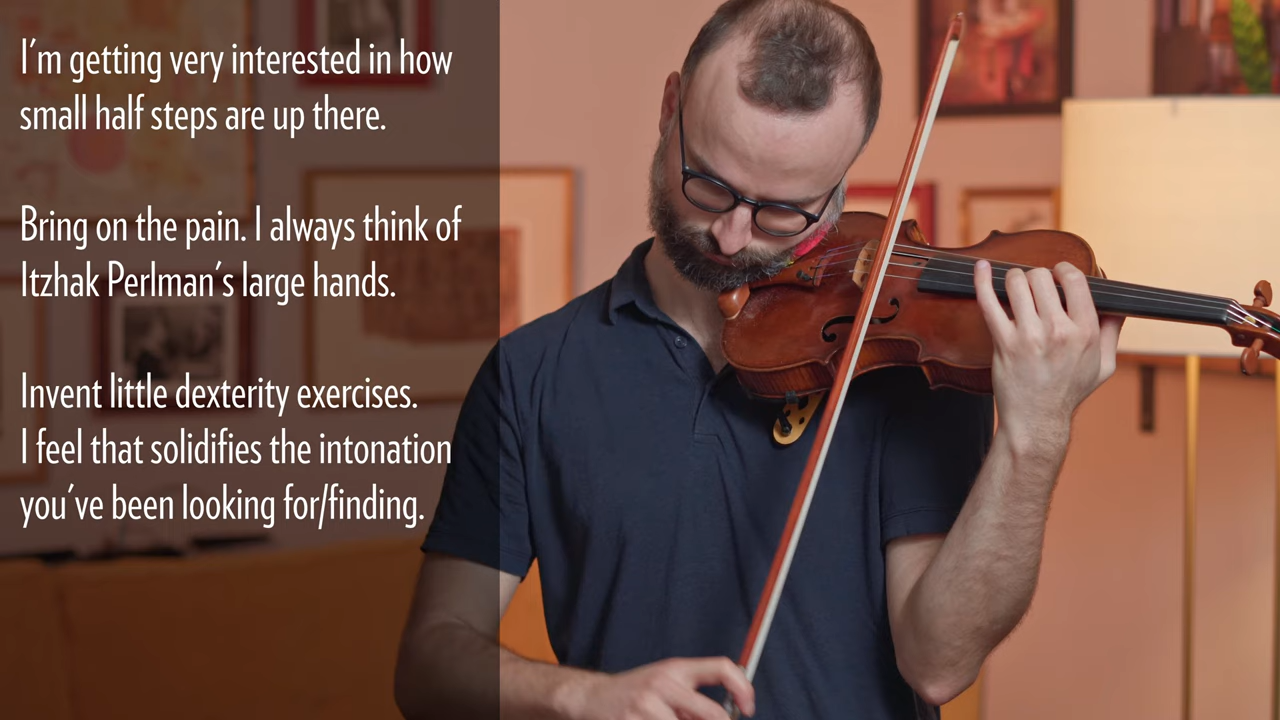 I'm getting very interested in how
small half steps are up there.
Bring on the pain. I always think of
Itzhak Perlman's large hands.
Invent little dexterity exercises.
I feel that solidifies the intonation
you've been looking for/finding.